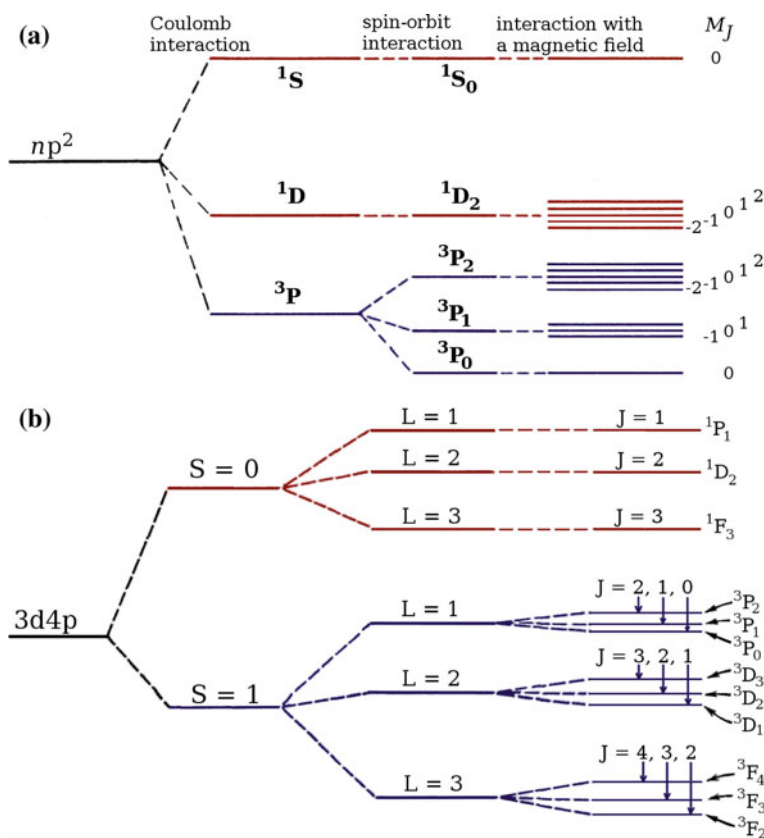 (a)
Coulomb interaction
spin-orbit interaction
interaction with a magnetic field
M_J
¹S
¹S₀
0
np²
¹D
¹D₂
-2 -1 0 1 2
³P
³P₂
-2 -1 0 1 2
³P₁
-1 0 1
³P₀
0
(b)
3d4p
S = 0
L = 1
J = 1
¹P₁
L = 2
J = 2
¹D₂
L = 3
J = 3
¹F₃
S = 1
L = 1
J = 2, 1, 0
³P₂
³P₁
³P₀
L = 2
J = 3, 2, 1
³D₃
³D₂
³D₁
L = 3
J = 4, 3, 2
³F₄
³F₃
³F₂